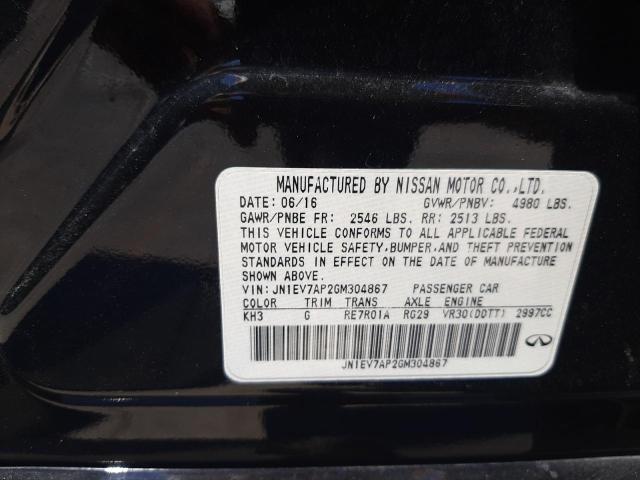 MANUFACTURED BY NISSAN MOTOR CO.,LTD.
DATE: 06/16 GVWR/PNBV: 4980 LBS.
GAWR/PNBE FR: 2546 LBS. RR: 2513 LBS.
THIS VEHICLE CONFORMS TO ALL APPLICABLE FEDERAL
MOTOR VEHICLE SAFETY,BUMPER,AND THEFT PREVENTION
STANDARDS IN EFFECT ON THE DATE OF MANUFACTURE
SHOWN ABOVE.
VIN: JN1EV7AP2GM304867 PASSENGER CAR
COLOR TRIM TRANS AXLE ENGINE
KH3 G RE7R01A RG29 VR30(DDTT) 2997CC
JN1EV7AP2GM304867